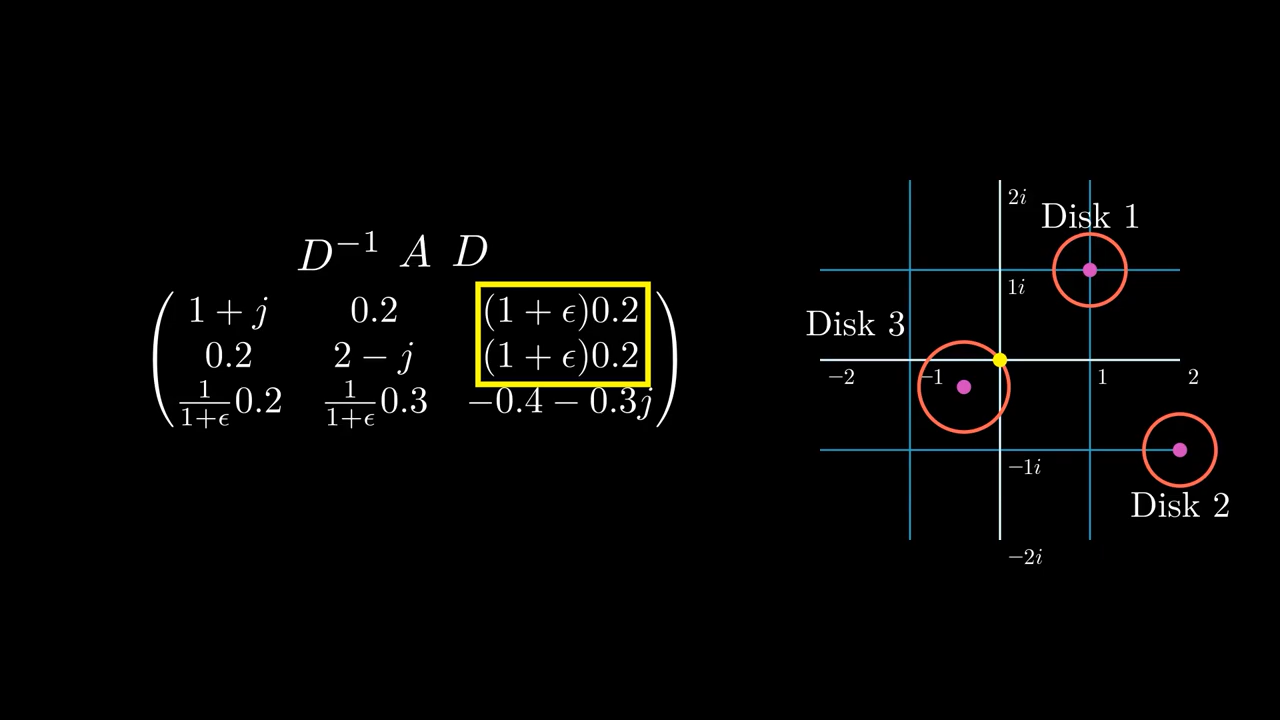 D⁻¹ A D
1 + j 0.2 (1 + ϵ)0.2
0.2 2 − j (1 + ϵ)0.2
1/(1+ϵ) 0.2 1/(1+ϵ) 0.3 −0.4 − 0.3j
2i
Disk 1
1i
Disk 3
−2 −1 1 2
−1i
Disk 2
−2i